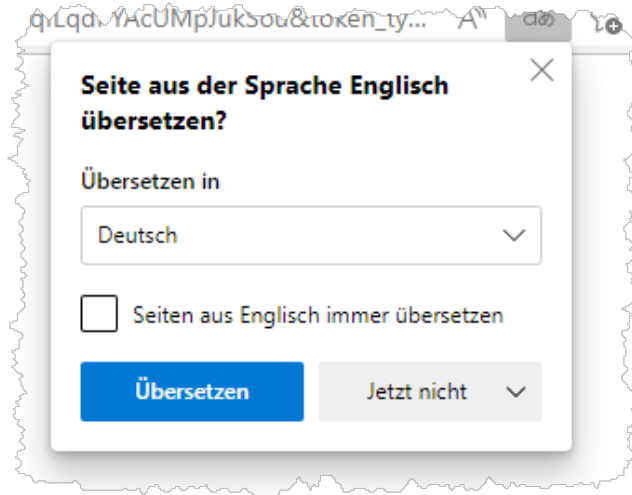 Seite aus der Sprache Englisch
übersetzen?
Übersetzen in
Deutsch
Seiten aus Englisch immer übersetzen
Übersetzen
Jetzt nicht